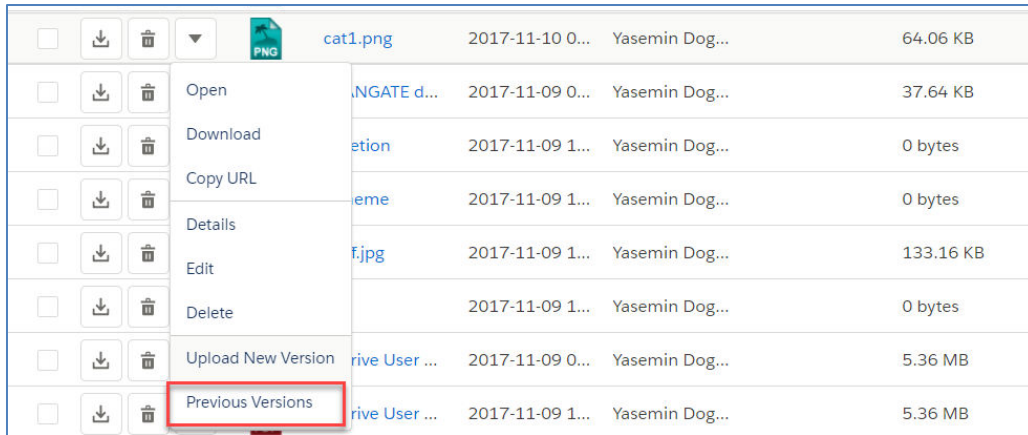 PNG cat1.png 2017-11-10 0... Yasemin Dog... 64.06 KB
Open
ANGATE d... 2017-11-09 0... Yasemin Dog... 37.64 KB
Download
etion 2017-11-09 1... Yasemin Dog... 0 bytes
Copy URL
eme 2017-11-09 1... Yasemin Dog... 0 bytes
Details
f.jpg 2017-11-09 1... Yasemin Dog... 133.16 KB
Edit
Delete
2017-11-09 1... Yasemin Dog... 0 bytes
Upload New Version
rive User ... 2017-11-09 0... Yasemin Dog... 5.36 MB
Previous Versions
rive User ... 2017-11-09 1... Yasemin Dog... 5.36 MB